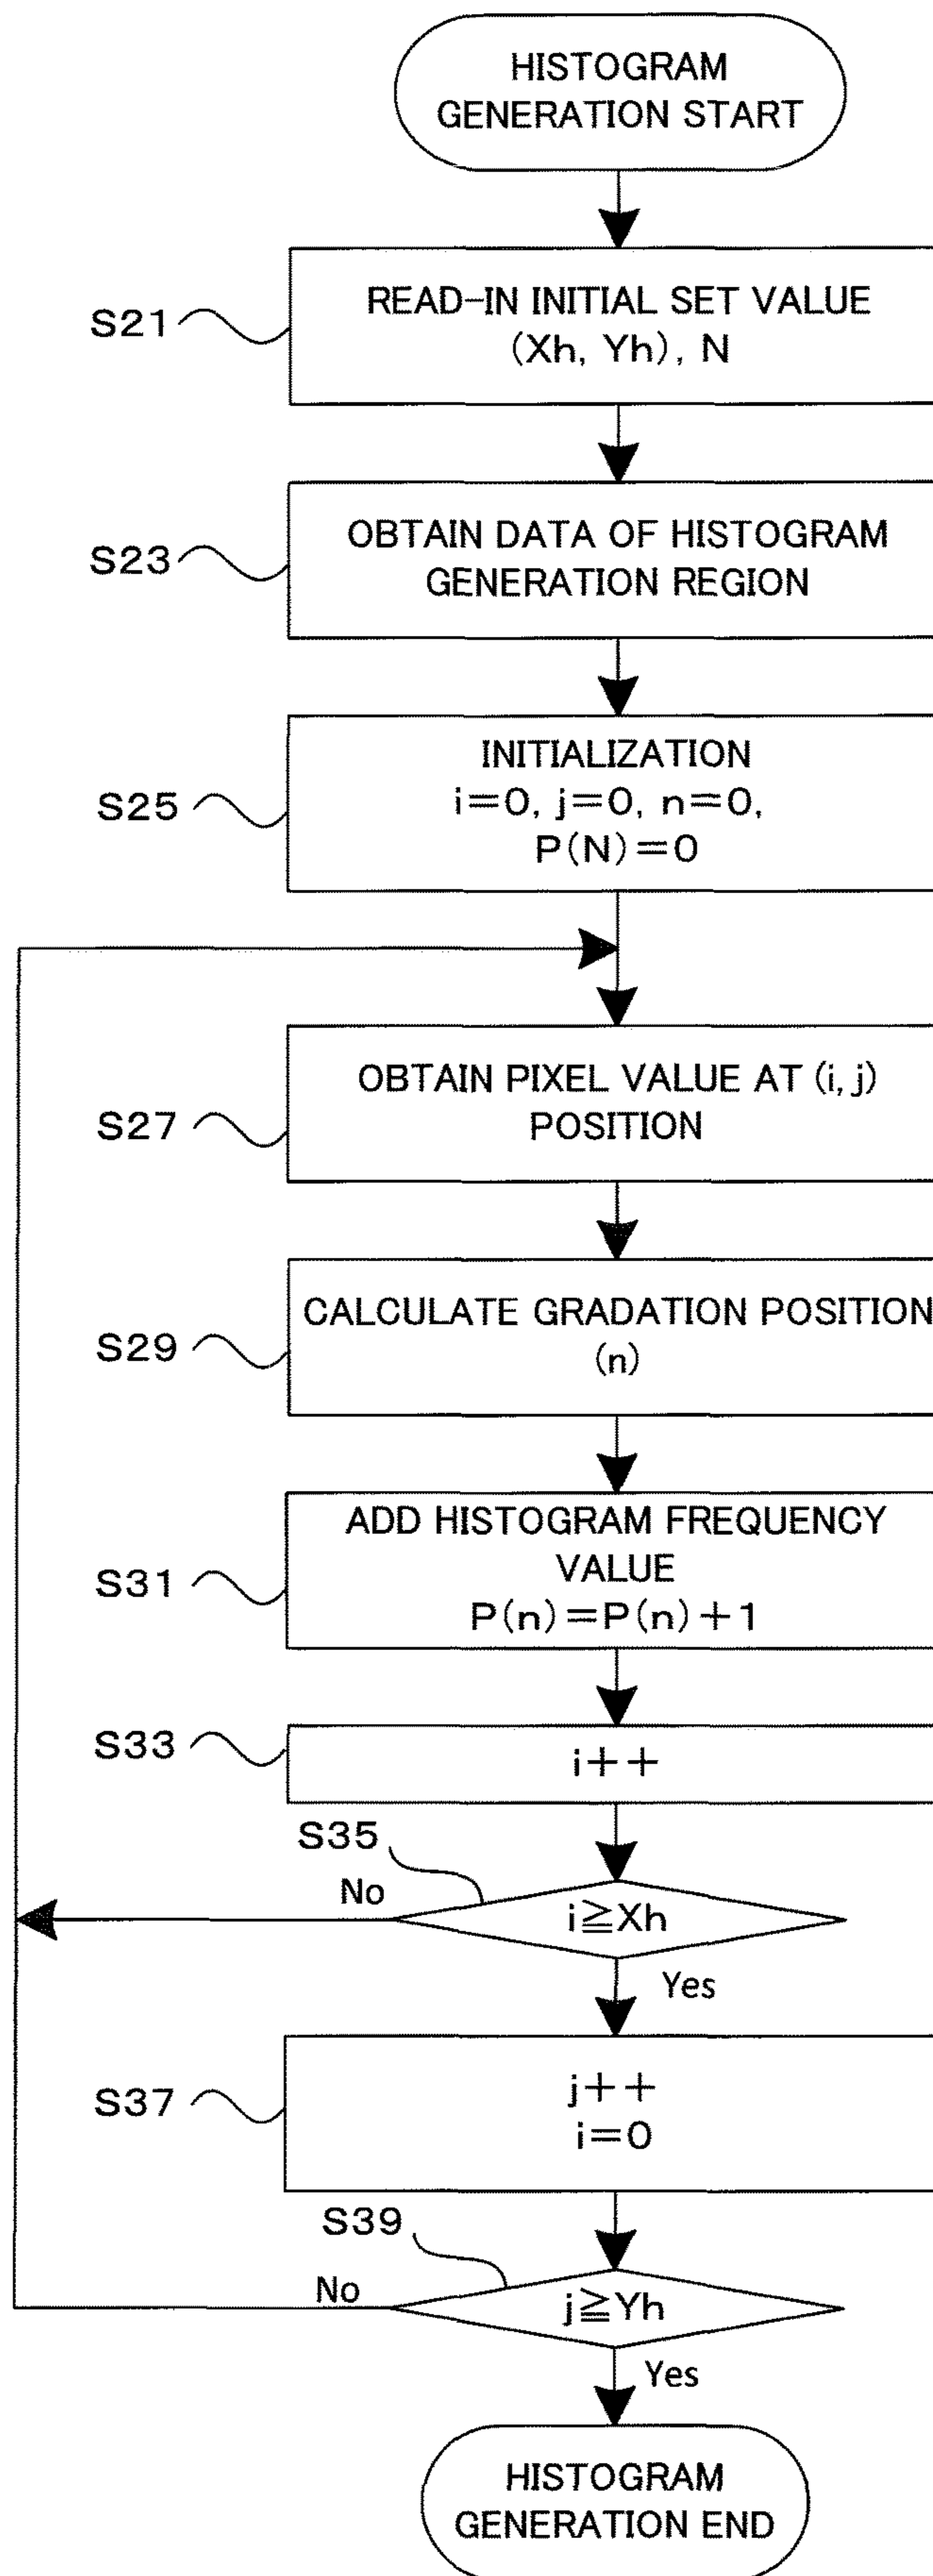 HISTOGRAM
GENERATION START
S21
READ-IN INITIAL SET VALUE
(Xh, Yh), N
S23
OBTAIN DATA OF HISTOGRAM
GENERATION REGION
S25
INITIALIZATION
i=0, j=0, n=0,
P(N)=0
S27
OBTAIN PIXEL VALUE AT (i, j)
POSITION
S29
CALCULATE GRADATION POSITION
(n)
S31
ADD HISTOGRAM FREQUENCY
VALUE
P(n)=P(n)+1
S33
i++
S35
No
i≧Xh
Yes
S37
j++
i=0
S39
No
j≧Yh
Yes
HISTOGRAM
GENERATION END